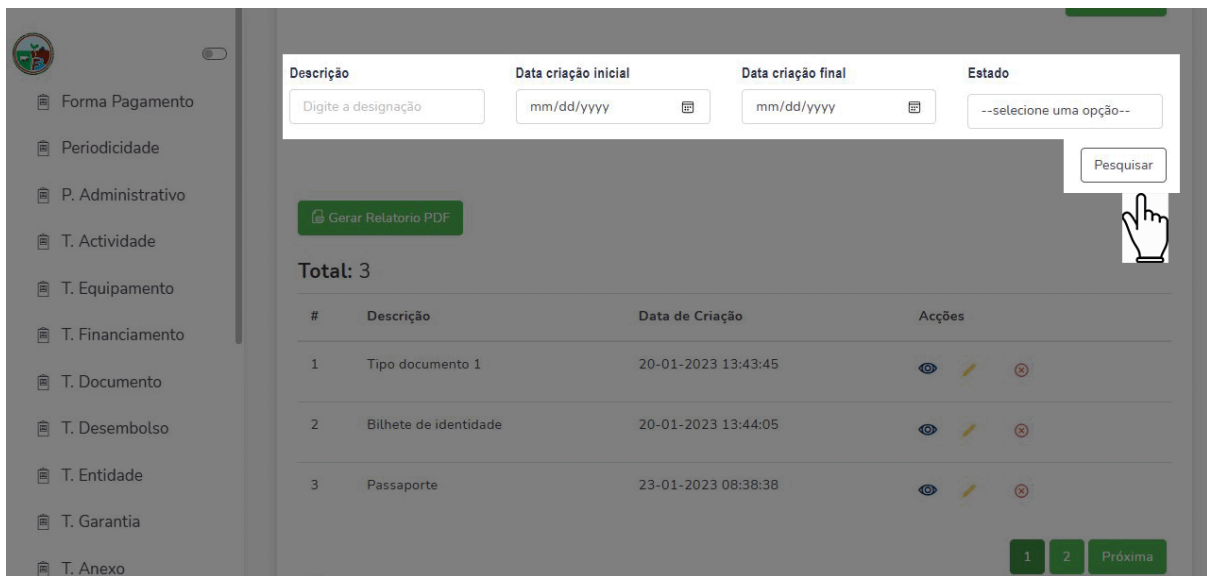 Forma Pagamento
Periodicidade
P. Administrativo
T. Actividade
T. Equipamento
T. Financiamento
T. Documento
T. Desembolso
T. Entidade
T. Garantia
T. Anexo
Descrição Data criação inicial Data criação final Estado
Digite a designação mm/dd/yyyy mm/dd/yyyy --selecione uma opção--
Pesquisar
Gerar Relatorio PDF
Total: 3
# Descrição Data de Criação Acções
1 Tipo documento 1 20-01-2023 13:43:45
2 Bilhete de identidade 20-01-2023 13:44:05
3 Passaporte 23-01-2023 08:38:38
1 2 Próxima